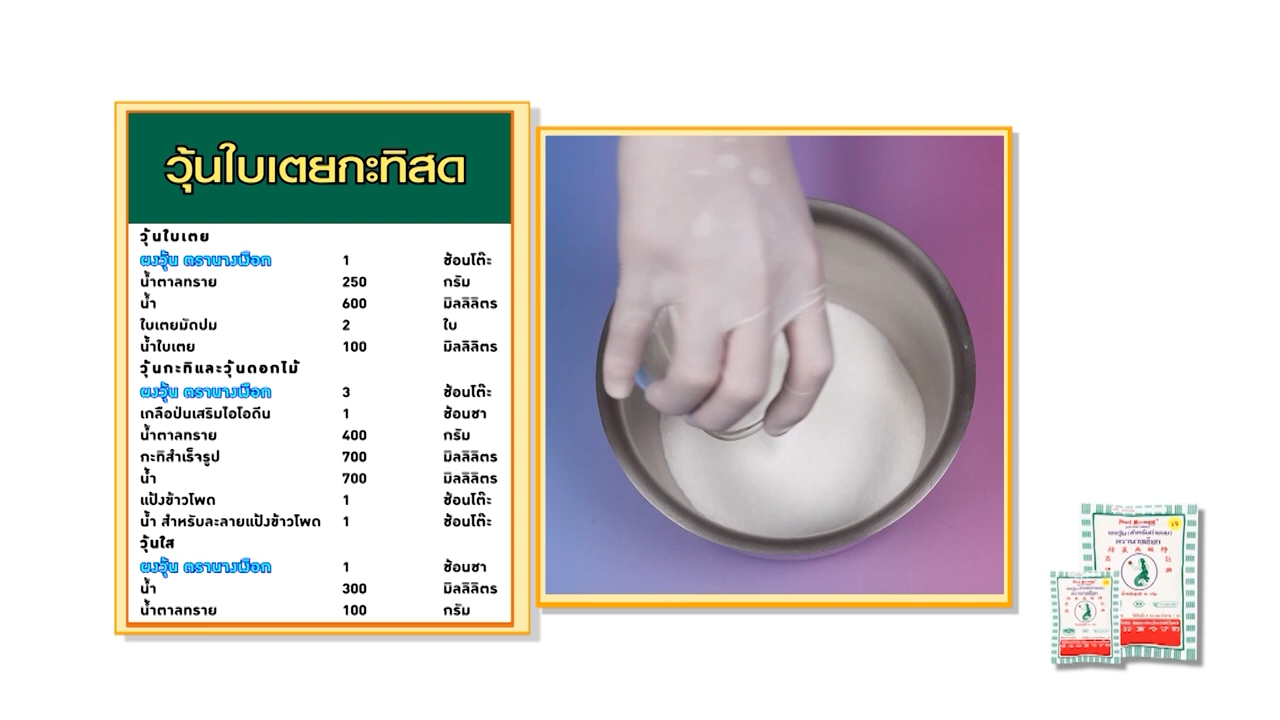 วุ้นใบเตยกะทิสด
วุ้นใบเตย
ผงวุ้น ตรานางเงือก 1 ช้อนโต๊ะ
น้ำตาลทราย 250 กรัม
น้ำ 600 มิลลิลิตร
ใบเตยมัดปม 2 ใบ
น้ำใบเตย 100 มิลลิลิตร
วุ้นกะทิและวุ้นดอกไม้
ผงวุ้น ตรานางเงือก 3 ช้อนโต๊ะ
เกลือป่นเสริมไอโอดีน 1 ช้อนชา
น้ำตาลทราย 400 กรัม
กะทิสำเร็จรูป 700 มิลลิลิตร
น้ำ 700 มิลลิลิตร
แป้งข้าวโพด 1 ช้อนโต๊ะ
น้ำ สำหรับละลายแป้งข้าวโพด 1 ช้อนโต๊ะ
วุ้นใส
ผงวุ้น ตรานางเงือก 1 ช้อนชา
น้ำ 300 มิลลิลิตร
น้ำตาลทราย 100 กรัม
Pearl Mermaid
ตรานางเงือก